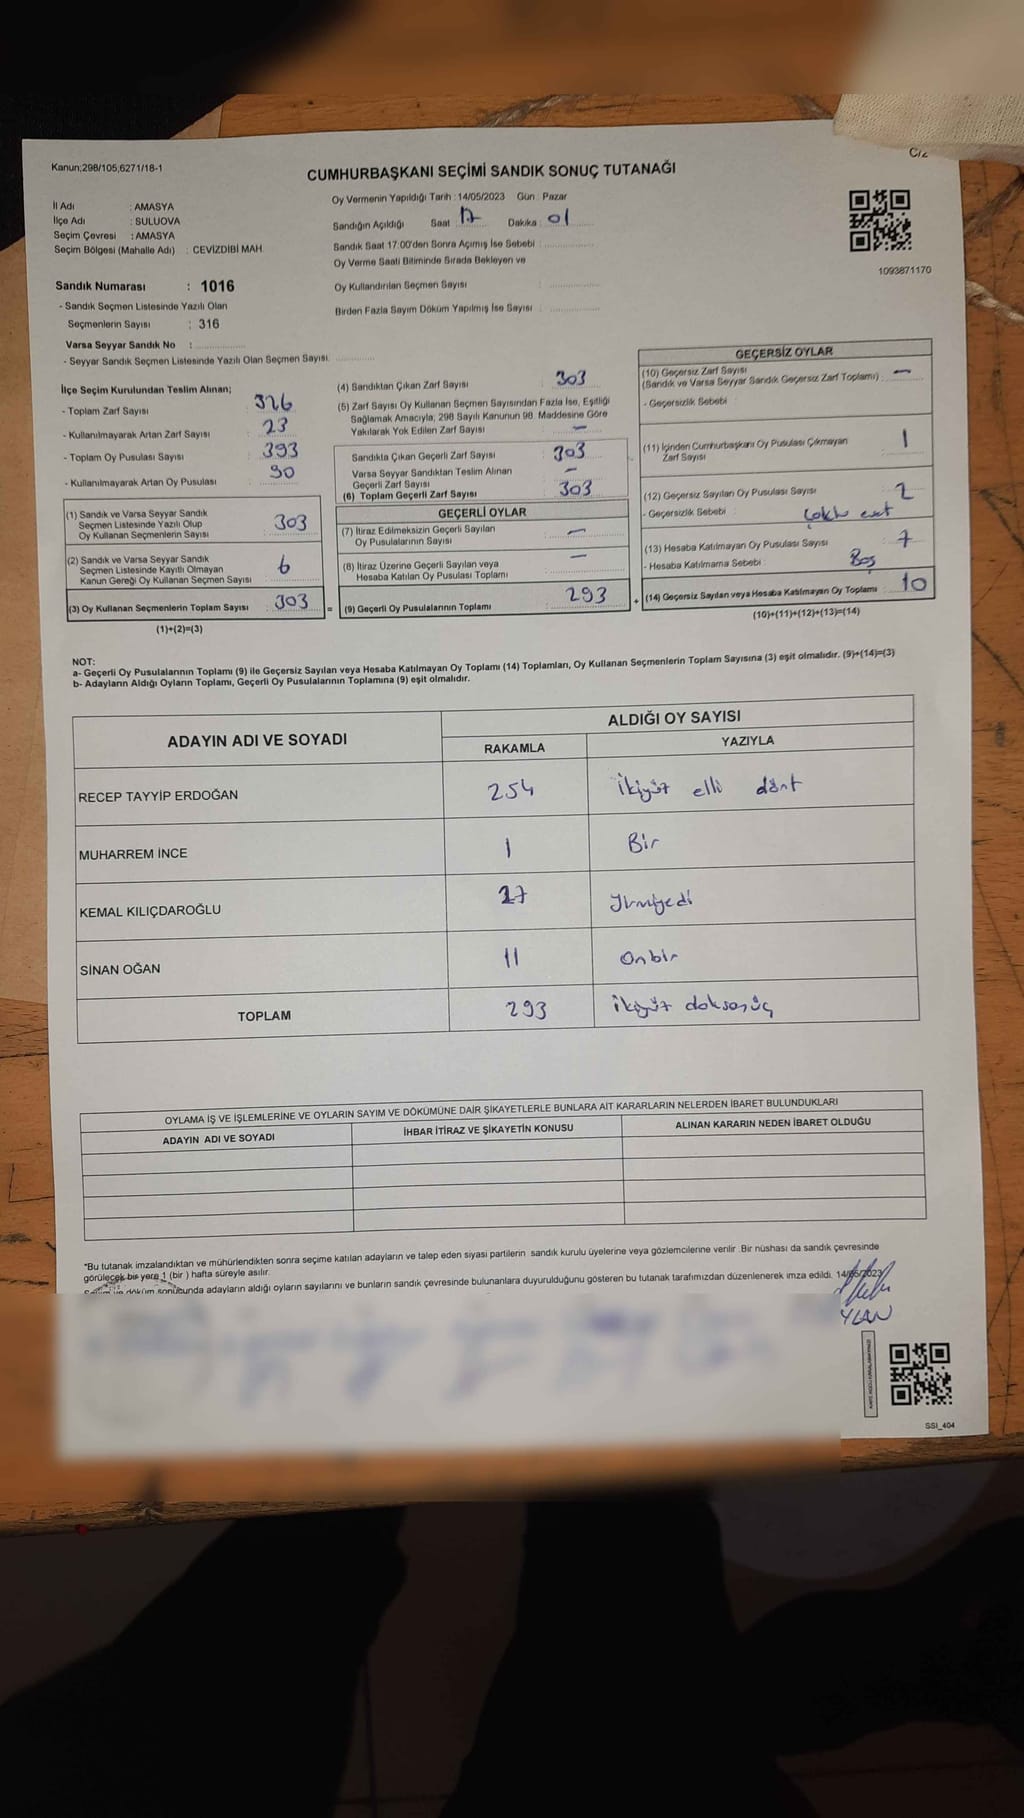 Kanun;298/105,6271/18-1
C/2
CUMHURBAŞKANI SEÇİMİ SANDIK SONUÇ TUTANAĞI
İl Adı : AMASYA
İlçe Adı : SULUOVA
Seçim Çevresi : AMASYA
Seçim Bölgesi (Mahalle Adı) : CEVİZDİBİ MAH.
Oy Vermenin Yapıldığı Tarih :14/05/2023 Gün : Pazar
Sandığın Açıldığı Saat 17 Dakika : 01
Sandık Saat 17:00'den Sonra Açımış İse Sebebi :
Oy Verme Saati Bitiminde Sırada Bekleyen ve
Oy Kullandırılan Seçmen Sayısı :
Birden Fazla Sayım Döküm Yapılmış İse Sayısı :
1093871170
Sandık Numarası : 1016
- Sandık Seçmen Listesinde Yazılı Olan
Seçmenlerin Sayısı : 316
Varsa Seyyar Sandık No :
- Seyyar Sandık Seçmen Listesinde Yazılı Olan Seçmen Sayısı:
İlçe Seçim Kurulundan Teslim Alınan;
- Toplam Zarf Sayısı 326
- Kullanılmayarak Artan Zarf Sayısı 23
- Toplam Oy Pusulası Sayısı 393
- Kullanılmayarak Artan Oy Pusulası 90
(1) Sandık ve Varsa Seyyar Sandık
Seçmen Listesinde Yazılı Olup
Oy Kullanan Seçmenlerin Sayısı 303
(2) Sandık ve Varsa Seyyar Sandık
Seçmen Listesinde Kayıtlı Olmayan
Kanun Gereği Oy Kullanan Seçmen Sayısı 6
(3) Oy Kullanan Seçmenlerin Toplam Sayısı 303 =
(1)+(2)=(3)
(4) Sandıktan Çıkan Zarf Sayısı 303
(5) Zarf Sayısı Oy Kullanan Seçmen Sayısından Fazla İse, Eşitliği
Sağlamak Amacıyla; 298 Sayılı Kanunun 98. Maddesine Göre
Yakılarak Yok Edilen Zarf Sayısı –
Sandıkta Çıkan Geçerli Zarf Sayısı 303
Varsa Seyyar Sandıktan Teslim Alınan
Geçerli Zarf Sayısı –
(6) Toplam Geçerli Zarf Sayısı 303
GEÇERLİ OYLAR
(7) İtiraz Edilmeksizin Geçerli Sayılan
Oy Pusulalarının Sayısı –
(8) İtiraz Üzerine Geçerli Sayılan veya
Hesaba Katılan Oy Pusulası Toplamı –
(9) Geçerli Oy Pusulalarının Toplamı 293 +
GEÇERSİZ OYLAR
(10) Geçersiz Zarf Sayısı
(Sandık ve Varsa Seyyar Sandık Geçersiz Zarf Toplamı) : –
- Geçersizlik Sebebi :
(11) İçinden Cumhurbaşkanı Oy Pusulası Çıkmayan
Zarf Sayısı 1
(12) Geçersiz Sayılan Oy Pusulası Sayısı 2
- Geçersizlik Sebebi : Çoklu evet
(13) Hesaba Katılmayan Oy Pusulası Sayısı 7
- Hesaba Katılmama Sebebi : Boş
(14) Geçersiz Sayılan veya Hesaba Katılmayan Oy Toplamı 10
(10)+(11)+(12)+(13)=(14)
NOT:
a- Geçerli Oy Pusulalarının Toplamı (9) ile Geçersiz Sayılan veya Hesaba Katılmayan Oy Toplamı (14) Toplamları, Oy Kullanan Seçmenlerin Toplam Sayısına (3) eşit olmalıdır. (9)+(14)=(3)
b- Adayların Aldığı Oyların Toplamı, Geçerli Oy Pusulalarının Toplamına (9) eşit olmalıdır.
ADAYIN ADI VE SOYADI
ALDIĞI OY SAYISI
RAKAMLA YAZIYLA
RECEP TAYYİP ERDOĞAN 254 İkiyüz elli dört
MUHARREM İNCE 1 Bir
KEMAL KILIÇDAROĞLU 27 Yirmiyedi
SİNAN OĞAN 11 Onbir
TOPLAM 293 ikiyüz doksanüç
OYLAMA İŞ VE İŞLEMLERİNE VE OYLARIN SAYIM VE DÖKÜMÜNE DAİR ŞİKAYETLERLE BUNLARA AİT KARARLARIN NELERDEN İBARET BULUNDUKLARI
ADAYIN ADI VE SOYADI İHBAR İTİRAZ VE ŞİKAYETİN KONUSU ALINAN KARARIN NEDEN İBARET OLDUĞU
*Bu tutanak imzalandıktan ve mühürlendikten sonra seçime katılan adayların ve talep eden siyasi partilerin sandık kurulu üyelerine veya gözlemcilerine verilir .Bir nüshası da sandık çevresinde
görülecek bir yere 1 (bir ) hafta süreyle asılır.
döküm sonucunda adayların aldığı oyların sayılarını ve bunların sandık çevresinde bulunanlara duyurulduğunu gösteren bu tutanak tarafımızdan düzenlenerek imza edildi. 14/05/2023
SSI_404